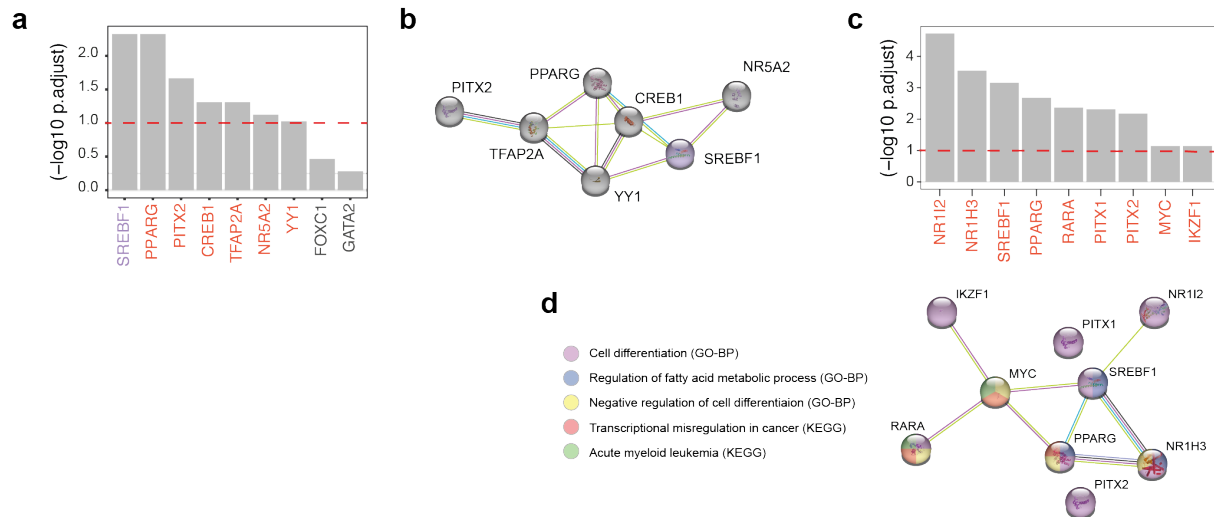 a
(−log10 p.adjust)
2.0
1.5
1.0
0.5
0.0
SREBF1
PPARG
PITX2
CREB1
TFAP2A
NR5A2
YY1
FOXC1
GATA2
b
PITX2
PPARG
NR5A2
CREB1
TFAP2A
SREBF1
YY1
c
(−log10 p.adjust)
4
3
2
1
0
NR1I2
NR1H3
SREBF1
PPARG
RARA
PITX1
PITX2
MYC
IKZF1
d
Cell differentiation (GO-BP)
Regulation of fatty acid metabolic process (GO-BP)
Negative regulation of cell differentiaion (GO-BP)
Transcriptional misregulation in cancer (KEGG)
Acute myeloid leukemia (KEGG)
IKZF1
NR1I2
PITX1
MYC
SREBF1
RARA
PPARG
NR1H3
PITX2